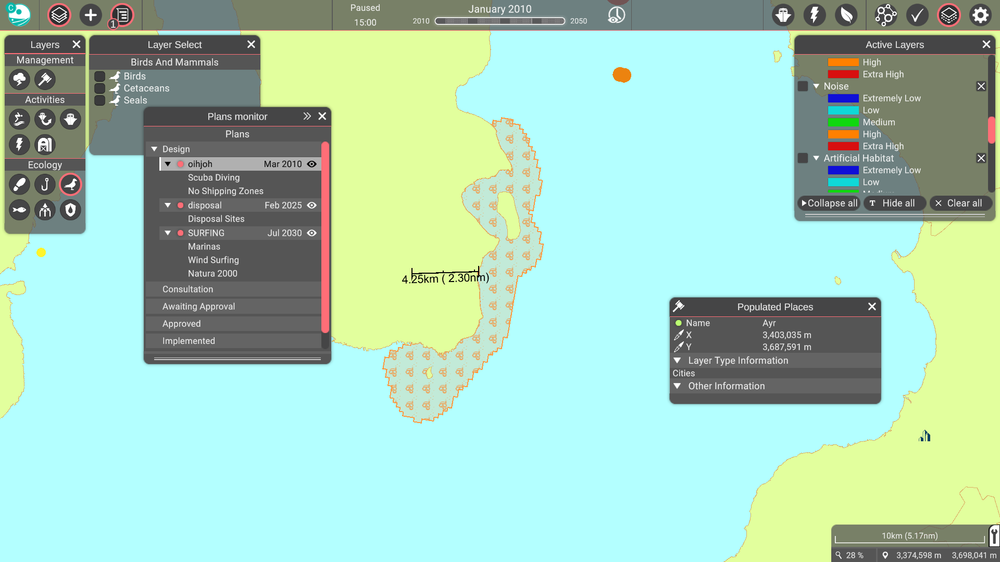 C
1
Paused
15:00
January 2010
2010
2050
Layers
Management
Activities
Ecology
Layer Select
Birds And Mammals
Birds
Cetaceans
Seals
Plans monitor
Plans
Design
oihjoh Mar 2010
Scuba Diving
No Shipping Zones
disposal Feb 2025
Disposal Sites
SURFING Jul 2030
Marinas
Wind Surfing
Natura 2000
Consultation
Awaiting Approval
Approved
Implemented
4.25km ( 2.30nm)
Active Layers
High
Extra High
Noise
Extremely Low
Low
Medium
High
Extra High
Artificial Habitat
Extremely Low
Low
Collapse all
Hide all
Clear all
Populated Places
Name Ayr
X 3,403,035 m
Y 3,687,591 m
Layer Type Information
Cities
Other Information
10km (5.17nm)
28 %
3,374,598 m 3,698,041 m